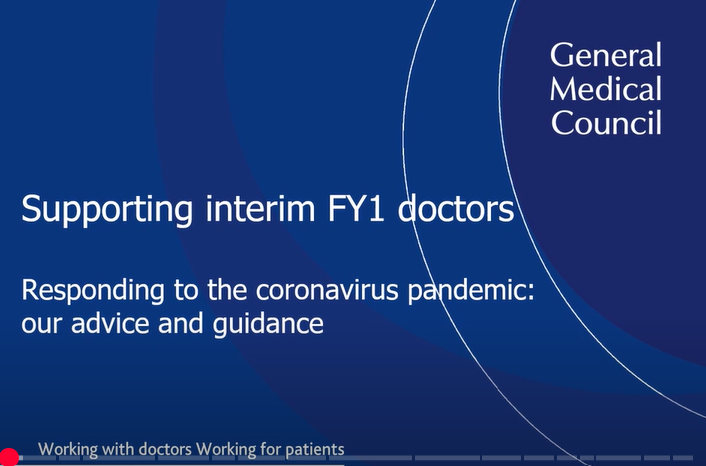 General
Medical
Council
Supporting interim FY1 doctors
Responding to the coronavirus pandemic:
our advice and guidance
Working with doctors Working for patients